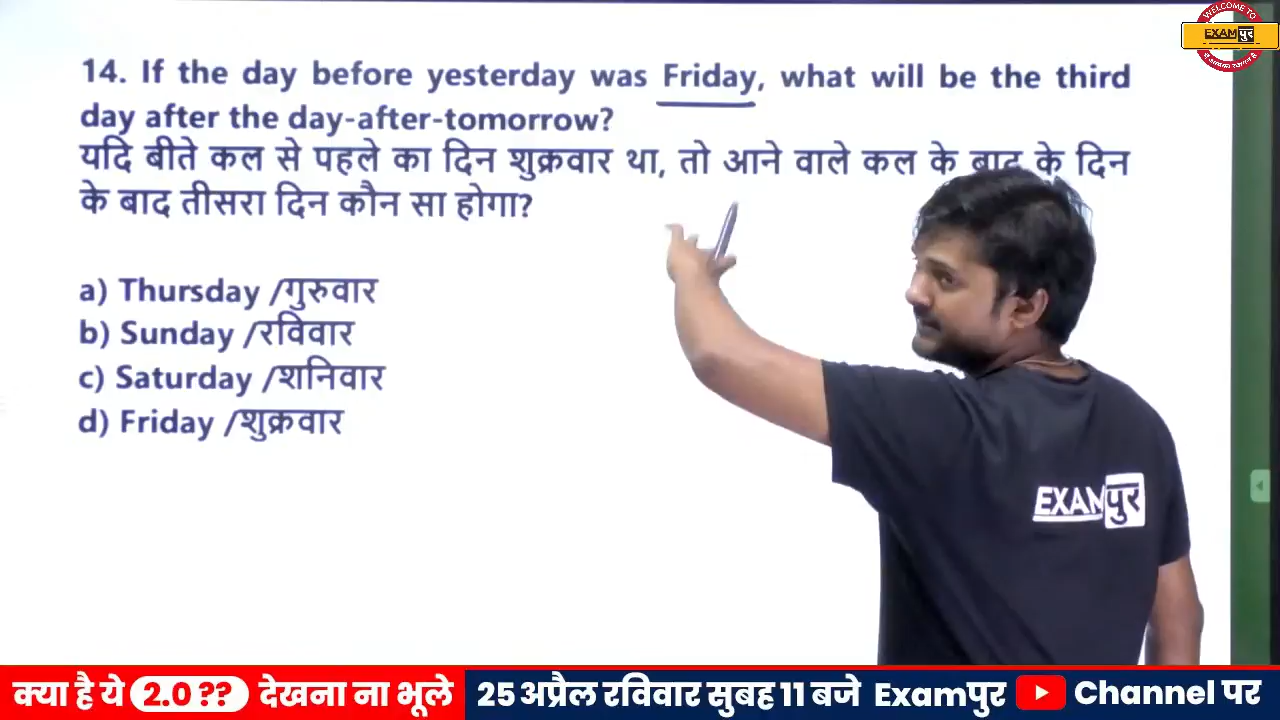 WELCOME TO
EXAMपुर
14. If the day before yesterday was Friday, what will be the third
day after the day-after-tomorrow?
यदि बीते कल से पहले का दिन शुक्रवार था, तो आने वाले कल के बाद के दिन
के बाद तीसरा दिन कौन सा होगा?
a) Thursday /गुरुवार
b) Sunday /रविवार
c) Saturday /शनिवार
d) Friday /शुक्रवार
EXAMपुर
क्या है ये 2.0 ?? देखना ना भूले 25 अप्रैल रविवार सुबह 11 बजे Examपुर Channel पर